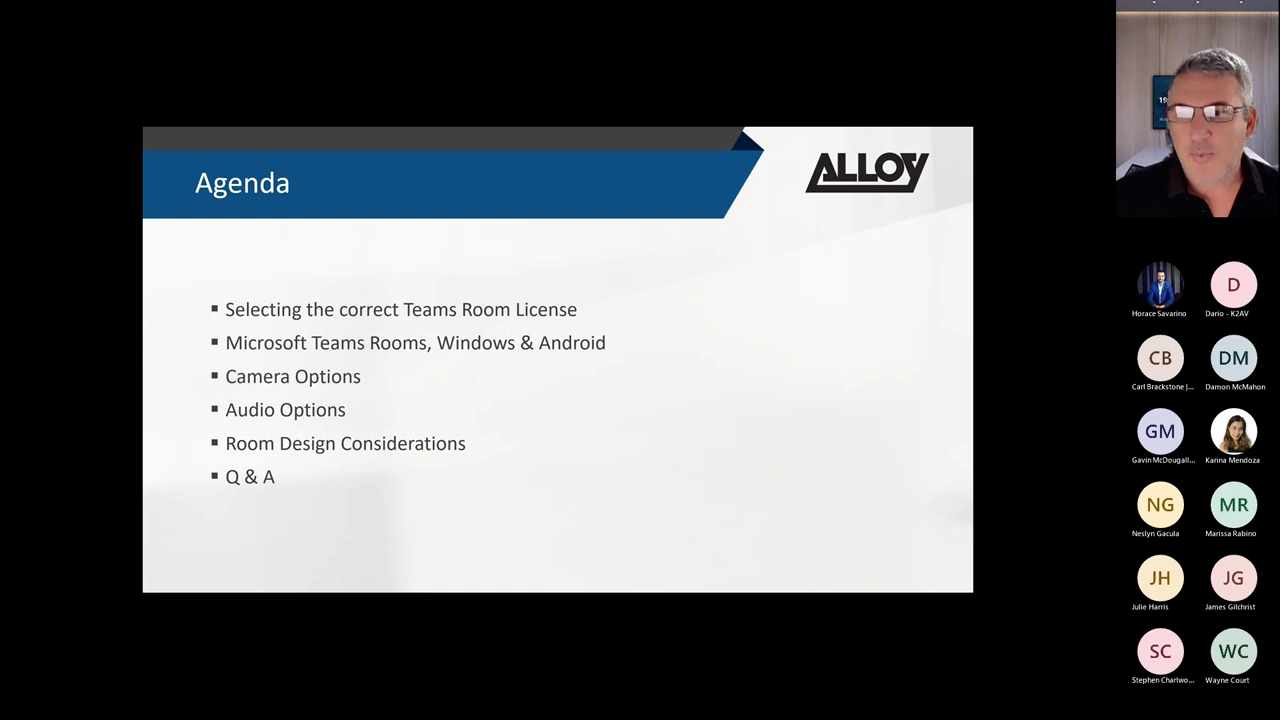 Agenda
ALLOY
▪ Selecting the correct Teams Room License
▪ Microsoft Teams Rooms, Windows & Android
▪ Camera Options
▪ Audio Options
▪ Room Design Considerations
▪ Q & A
19
Horace Savarino
D
Dario - K2AV
CB
Carl Brackstone |...
DM
Damon McMahon
GM
Gavin McDougall...
Karina Mendoza
NG
Neslyn Gacula
MR
Marissa Rabino
JH
Julie Harris
JG
James Gilchrist
SC
Stephen Charlwo...
WC
Wayne Court